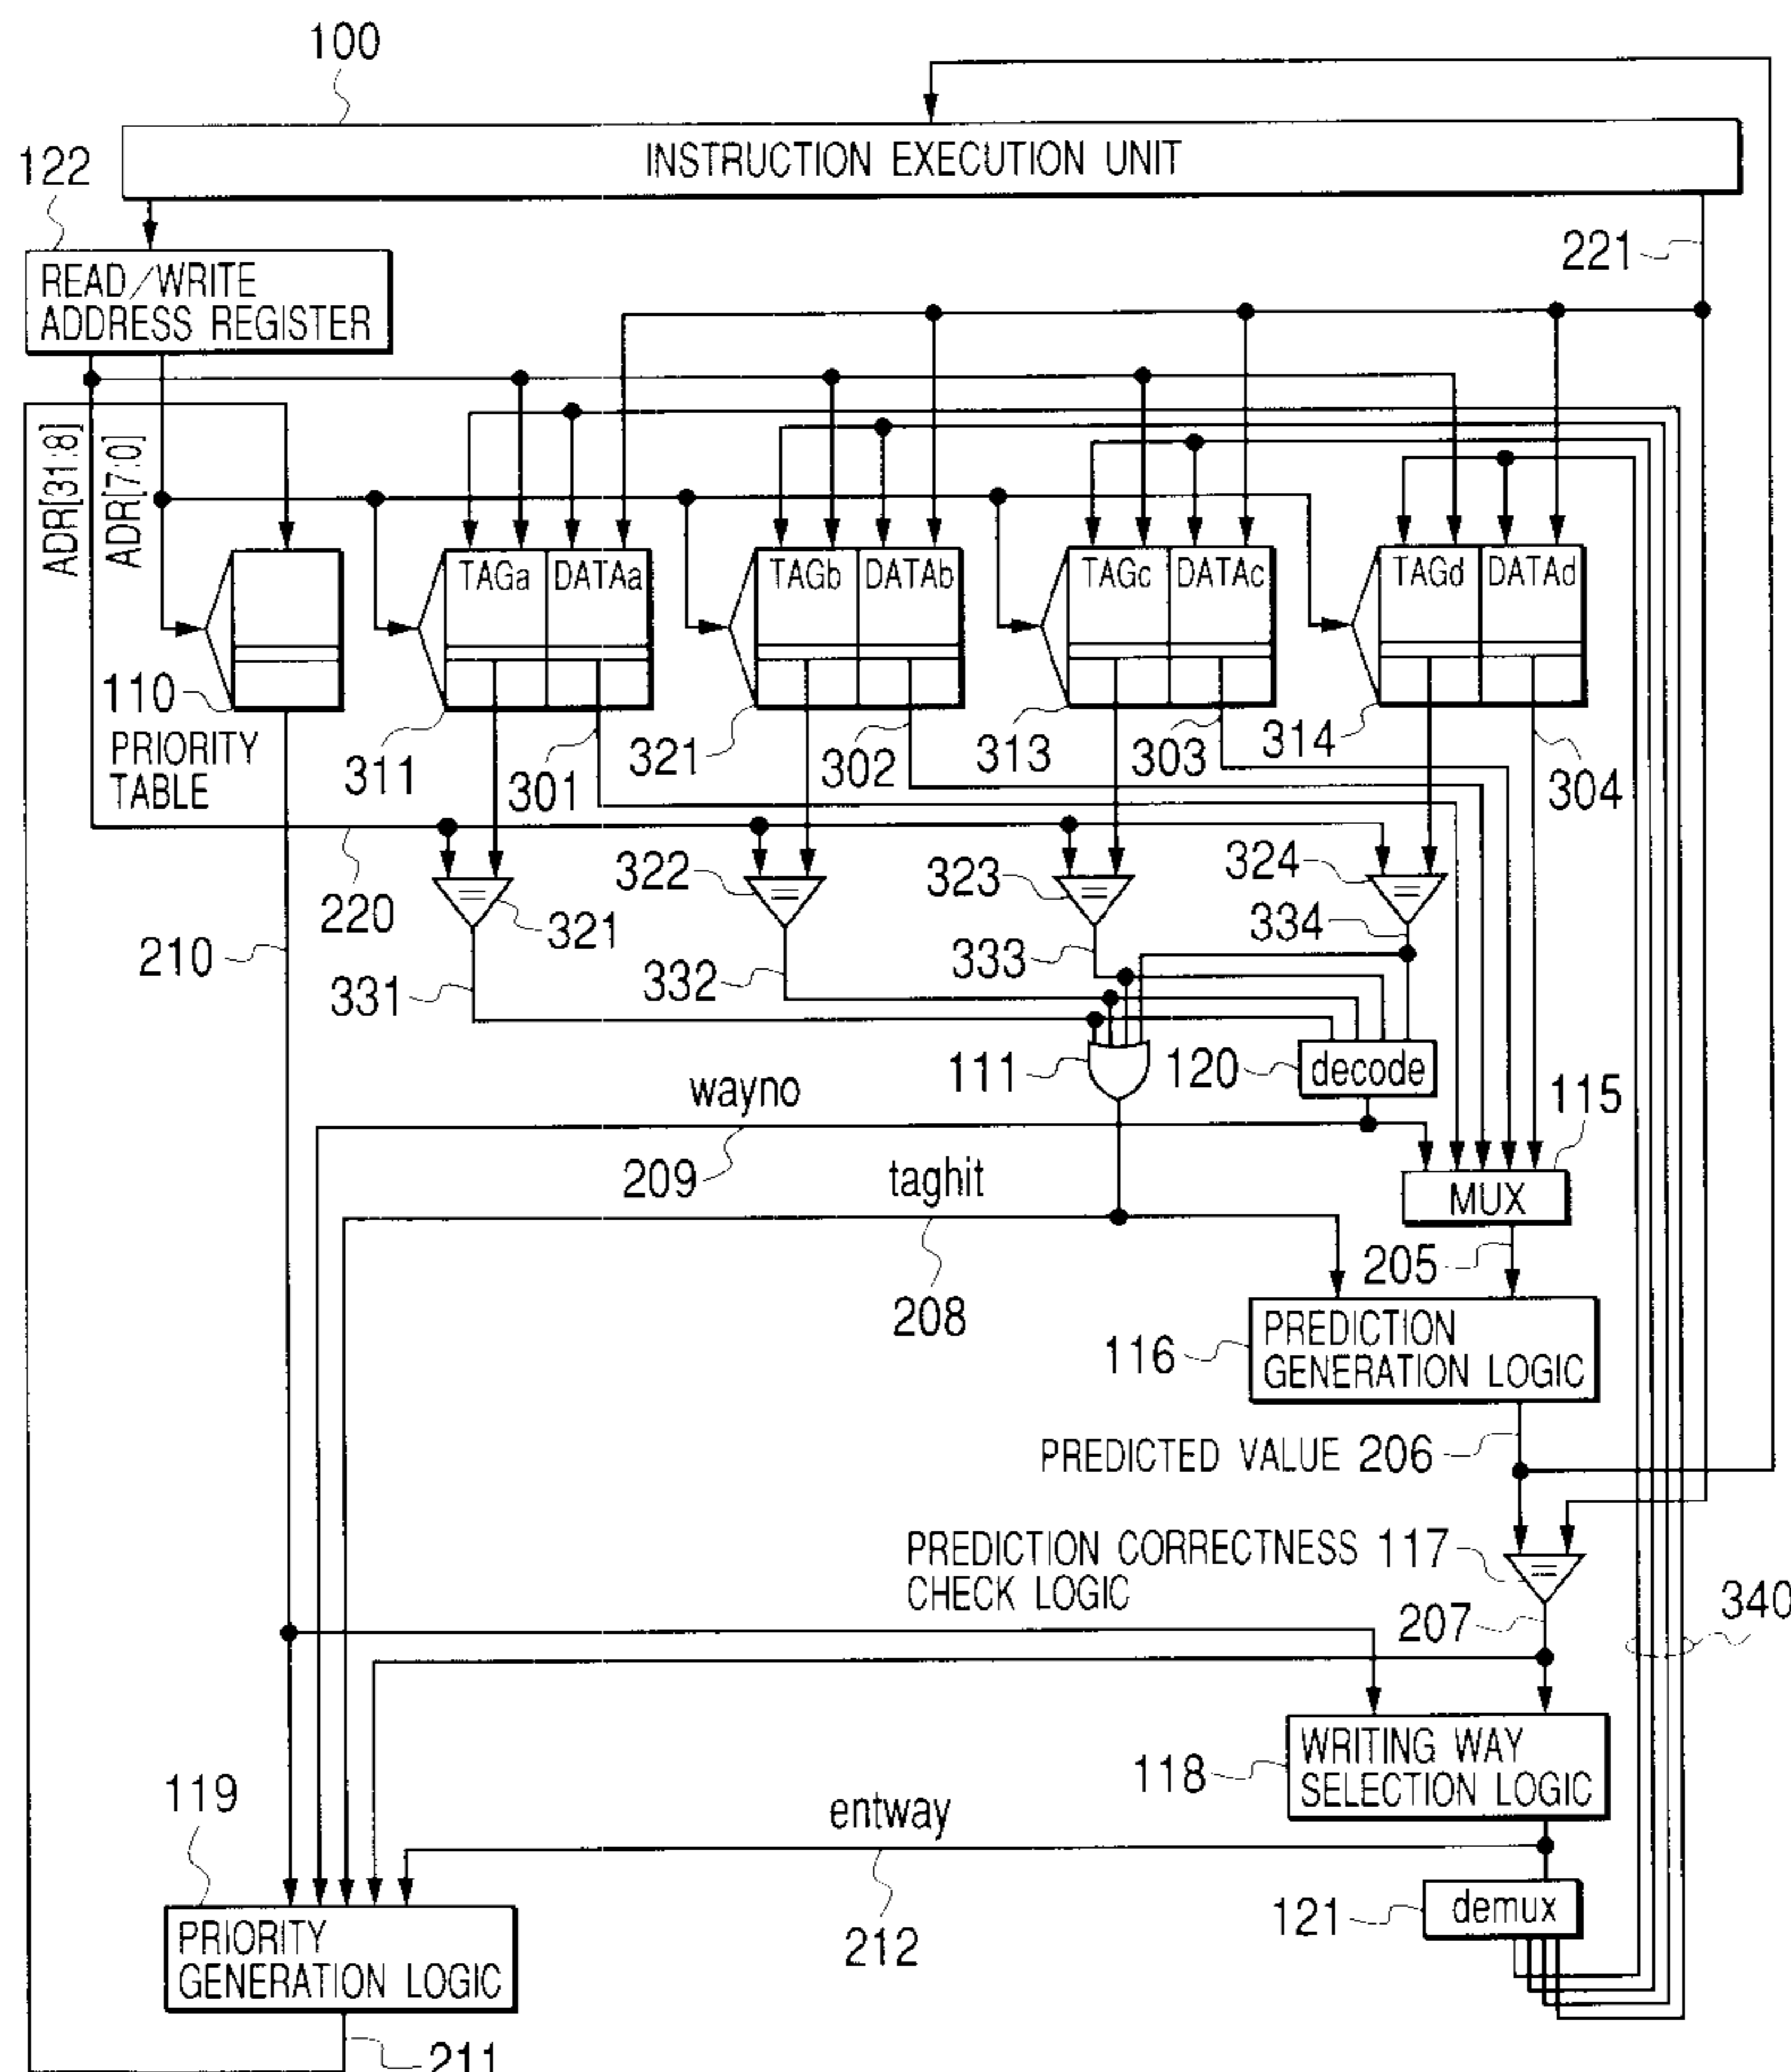 100
INSTRUCTION EXECUTION UNIT
122
READ/WRITE
ADDRESS REGISTER
221
ADR[31:8]
ADR[7:0]
TAGa
DATAa
TAGb
DATAb
TAGc
DATAc
TAGd
DATAd
110
PRIORITY
TABLE
311
301
321
302
313
303
314
304
220
321
322
323
324
210
331
332
333
334
111
120
decode
wayno
209
115
MUX
taghit
208
205
116
PREDICTION
GENERATION LOGIC
PREDICTED VALUE 206
PREDICTION CORRECTNESS 117
CHECK LOGIC
207
340
118
WRITING WAY
SELECTION LOGIC
119
entway
212
121
demux
PRIORITY
GENERATION LOGIC
211